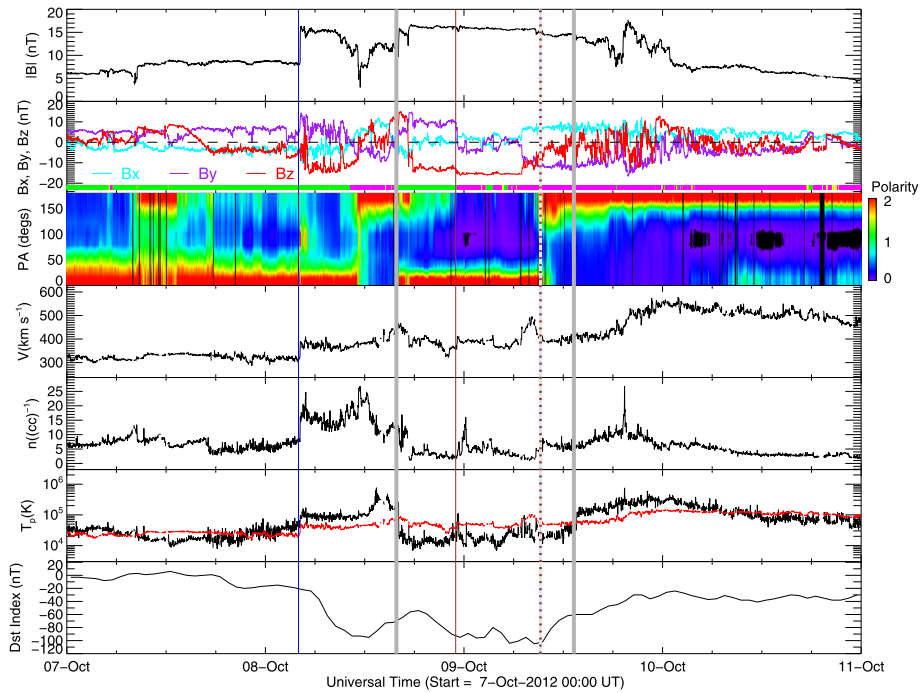 20
15
10
5
0
|B| (nT)
20
10
0
−10
−20
Bx, By, Bz (nT)
Bx
By
Bz
150
100
50
0
PA (degs)
Polarity
2
1
0
600
500
400
300
V(km s⁻¹)
25
20
15
10
5
0
n((cc)⁻¹)
10⁶
10⁵
10⁴
Tₚ(K)
20
0
−20
−40
−60
−80
−100
Dst Index (nT)
07−Oct
08−Oct
09−Oct
10−Oct
11−Oct
Universal Time (Start = 7-Oct-2012 00:00 UT)